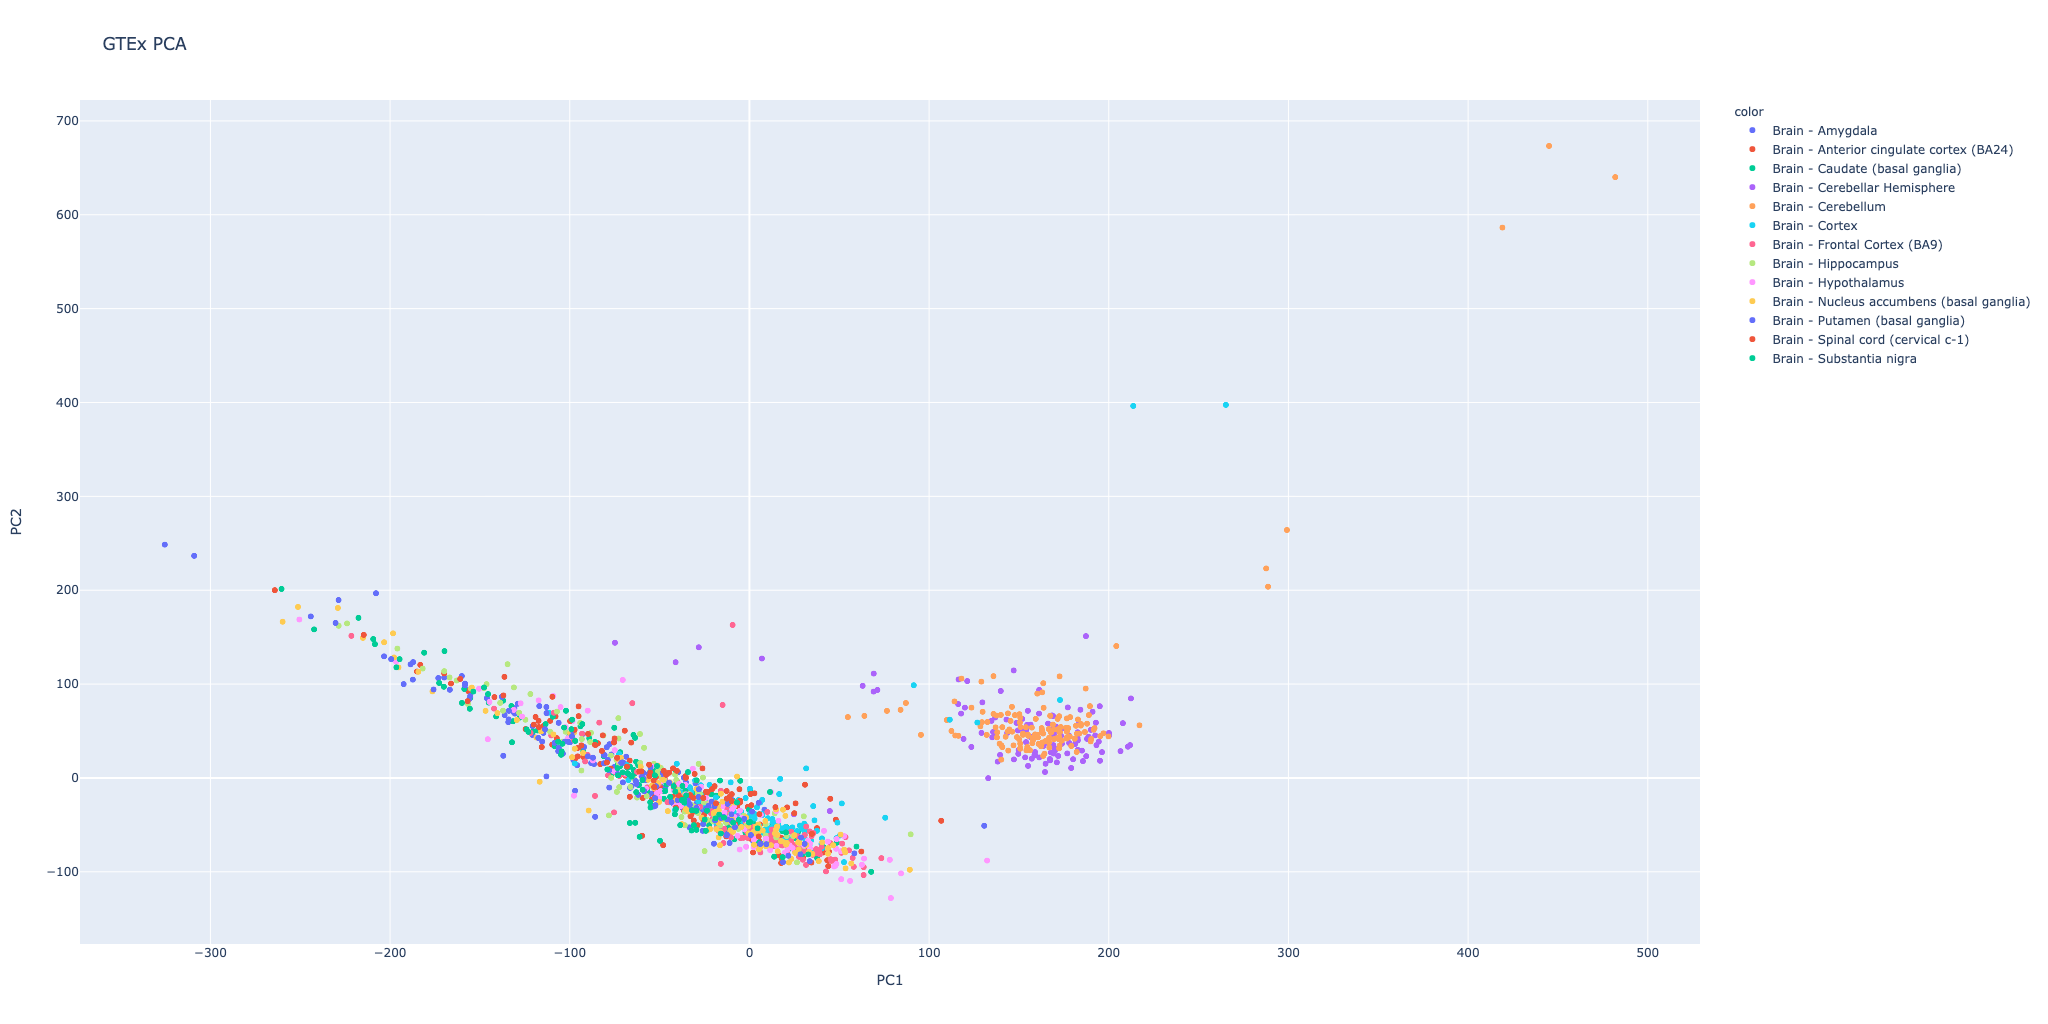 GTEx PCA
700
600
500
400
300
200
100
0
−100
PC2
−300
−200
−100
0
100
200
300
400
500
PC1
color
Brain - Amygdala
Brain - Anterior cingulate cortex (BA24)
Brain - Caudate (basal ganglia)
Brain - Cerebellar Hemisphere
Brain - Cerebellum
Brain - Cortex
Brain - Frontal Cortex (BA9)
Brain - Hippocampus
Brain - Hypothalamus
Brain - Nucleus accumbens (basal ganglia)
Brain - Putamen (basal ganglia)
Brain - Spinal cord (cervical c-1)
Brain - Substantia nigra